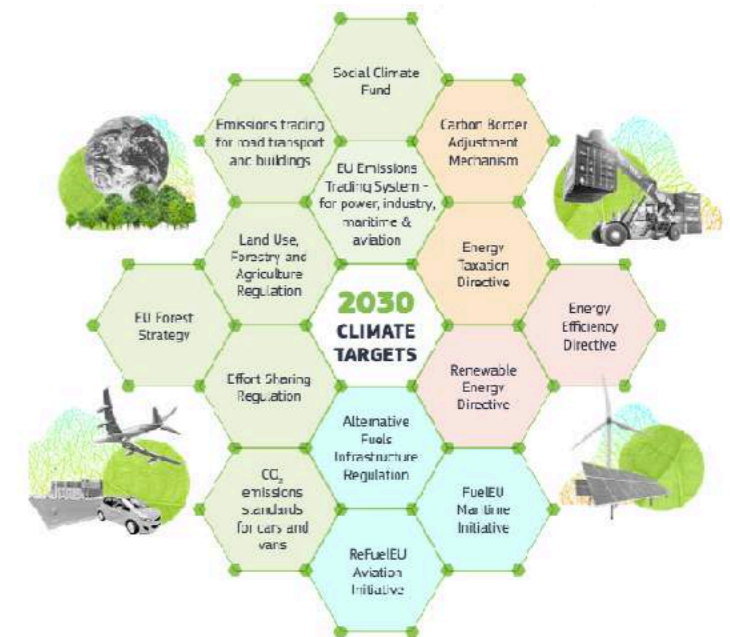 Social Climate
Fund
Emissions trading
for road transport
and buildings
Carbon Border
Adjustment
Mechanism
EU Emissions
Trading System -
for power, industry,
maritime &
aviation
Land Use,
Forestry and
Agriculture
Regulation
Energy
Taxation
Directive
EU Forest
Strategy
2030
CLIMATE
TARGETS
Energy
Efficiency
Directive
Effort Sharing
Regulation
Renewable
Energy
Directive
Alternative
Fuels
Infrastructure
Regulation
CO₂
emissions
standards
for cars and
vans
FuelEU
Maritime
Initiative
ReFuelEU
Aviation
Initiative